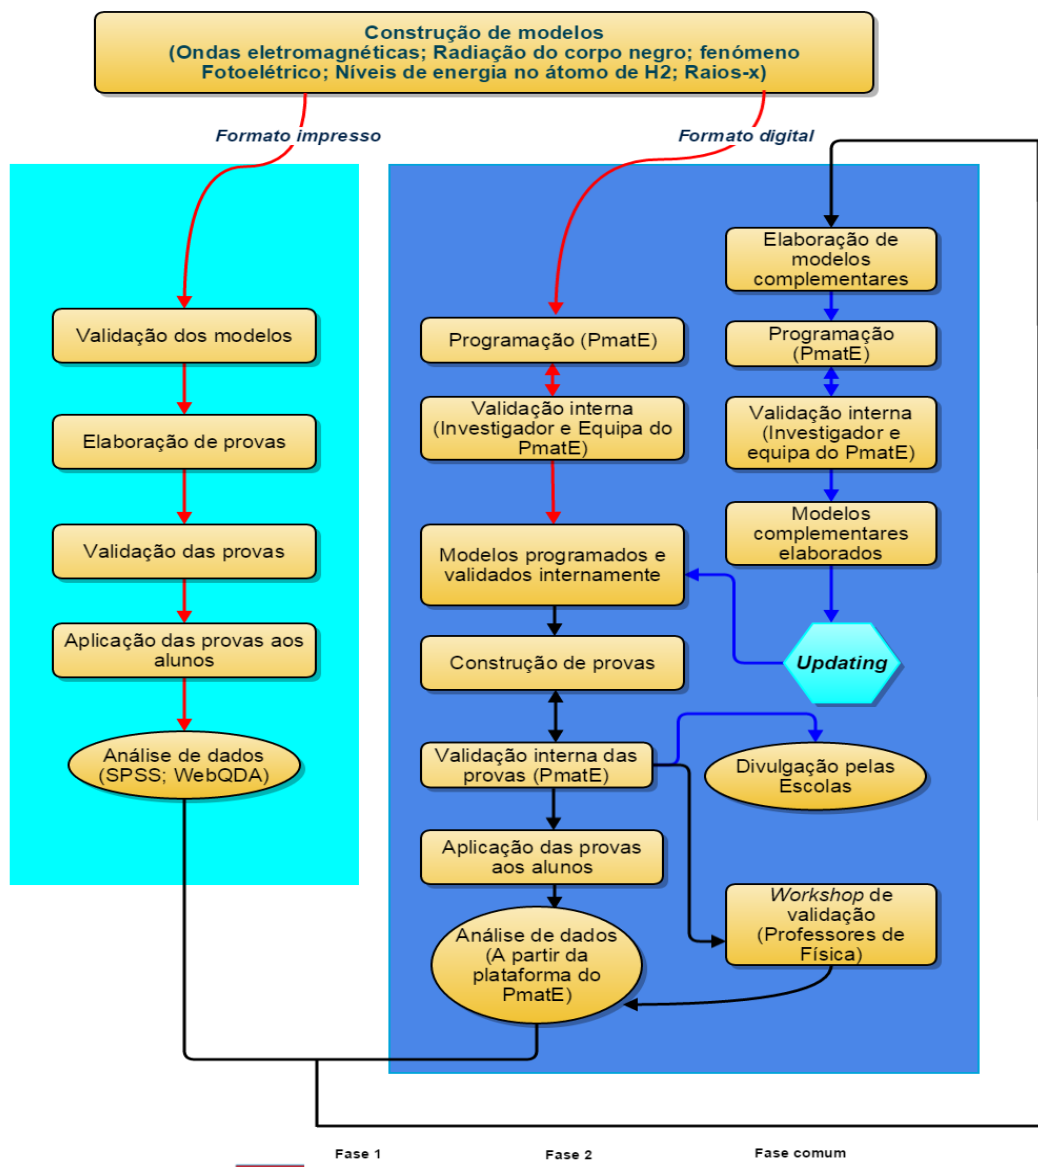 Construção de modelos
(Ondas eletromagnéticas; Radiação do corpo negro; fenómeno
Fotoelétrico; Níveis de energia no átomo de H2; Raios-x)
Formato impresso
Formato digital
Validação dos modelos
Elaboração de provas
Validação das provas
Aplicação das provas aos
alunos
Análise de dados
(SPSS; WebQDA)
Programação (PmatE)
Validação interna
(Investigador e Equipa do
PmatE)
Modelos programados e
validados internamente
Construção de provas
Validação interna das
provas (PmatE)
Aplicação das provas
aos alunos
Análise de dados
(A partir da
plataforma do
PmatE)
Elaboração de
modelos
complementares
Programação
(PmatE)
Validação interna
(Investigador e
equipa do PmatE)
Modelos
complementares
elaborados
Updating
Divulgação pelas
Escolas
Workshop de
validação
(Professores de
Física)
Fase 1
Fase 2
Fase comum